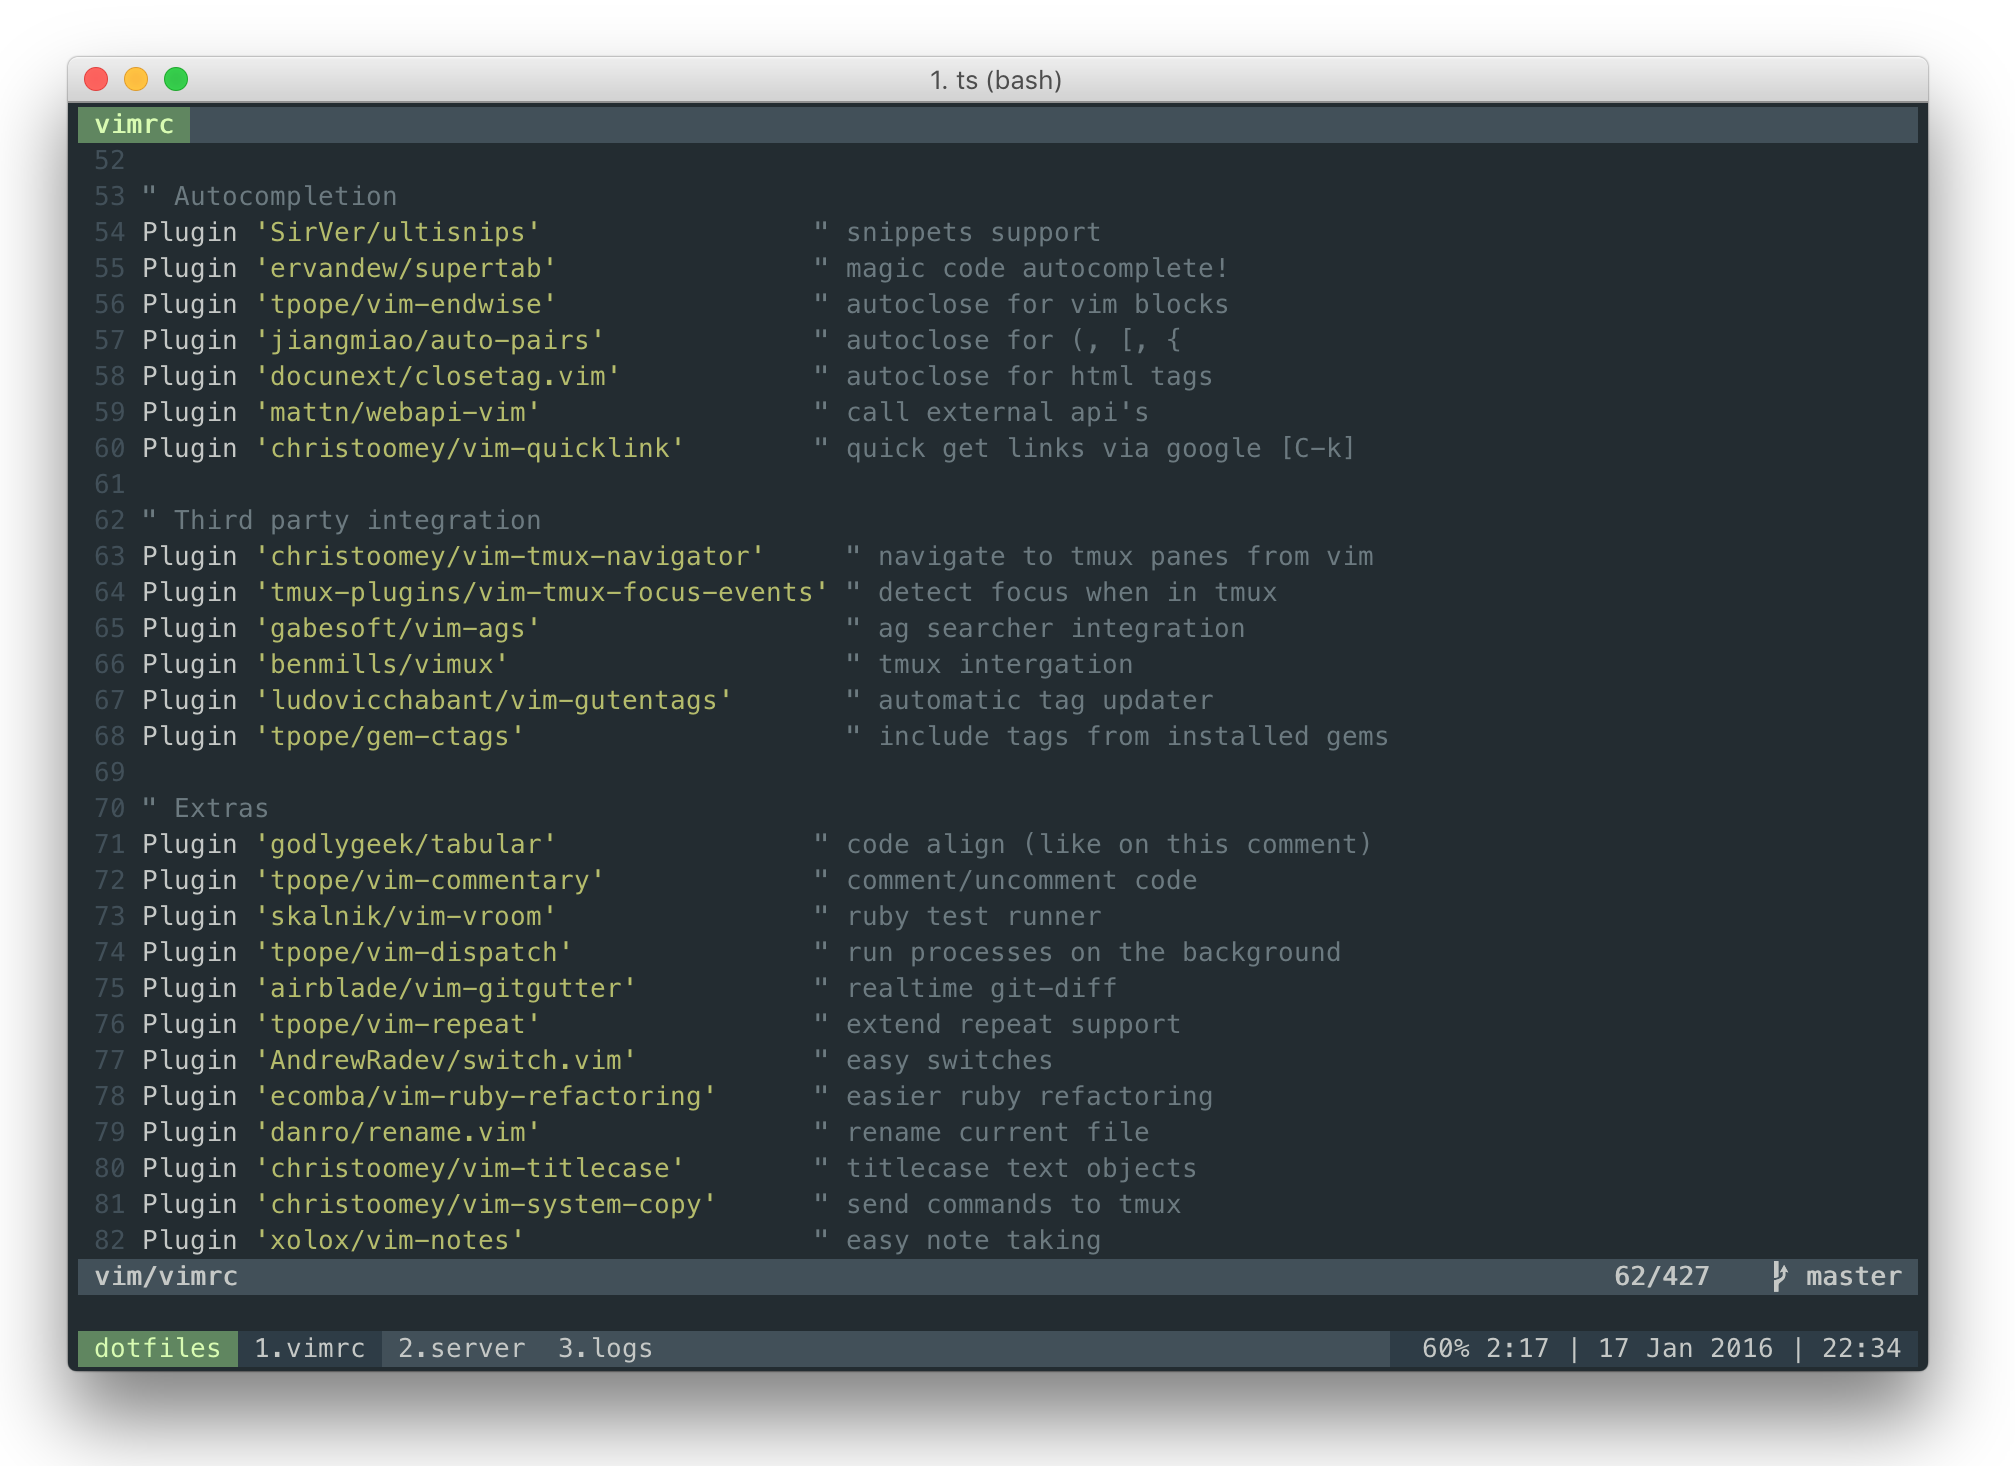 1. ts (bash)
vimrc
52
53 " Autocompletion
54 Plugin 'SirVer/ultisnips' " snippets support
55 Plugin 'ervandew/supertab' " magic code autocomplete!
56 Plugin 'tpope/vim-endwise' " autoclose for vim blocks
57 Plugin 'jiangmiao/auto-pairs' " autoclose for (, [, {
58 Plugin 'docunext/closetag.vim' " autoclose for html tags
59 Plugin 'mattn/webapi-vim' " call external api's
60 Plugin 'christoomey/vim-quicklink' " quick get links via google [C-k]
61
62 " Third party integration
63 Plugin 'christoomey/vim-tmux-navigator' " navigate to tmux panes from vim
64 Plugin 'tmux-plugins/vim-tmux-focus-events' " detect focus when in tmux
65 Plugin 'gabesoft/vim-ags' " ag searcher integration
66 Plugin 'benmills/vimux' " tmux intergation
67 Plugin 'ludovicchabant/vim-gutentags' " automatic tag updater
68 Plugin 'tpope/gem-ctags' " include tags from installed gems
69
70 " Extras
71 Plugin 'godlygeek/tabular' " code align (like on this comment)
72 Plugin 'tpope/vim-commentary' " comment/uncomment code
73 Plugin 'skalnik/vim-vroom' " ruby test runner
74 Plugin 'tpope/vim-dispatch' " run processes on the background
75 Plugin 'airblade/vim-gitgutter' " realtime git-diff
76 Plugin 'tpope/vim-repeat' " extend repeat support
77 Plugin 'AndrewRadev/switch.vim' " easy switches
78 Plugin 'ecomba/vim-ruby-refactoring' " easier ruby refactoring
79 Plugin 'danro/rename.vim' " rename current file
80 Plugin 'christoomey/vim-titlecase' " titlecase text objects
81 Plugin 'christoomey/vim-system-copy' " send commands to tmux
82 Plugin 'xolox/vim-notes' " easy note taking
vim/vimrc 62/427 master
dotfiles 1.vimrc 2.server 3.logs 60% 2:17 | 17 Jan 2016 | 22:34